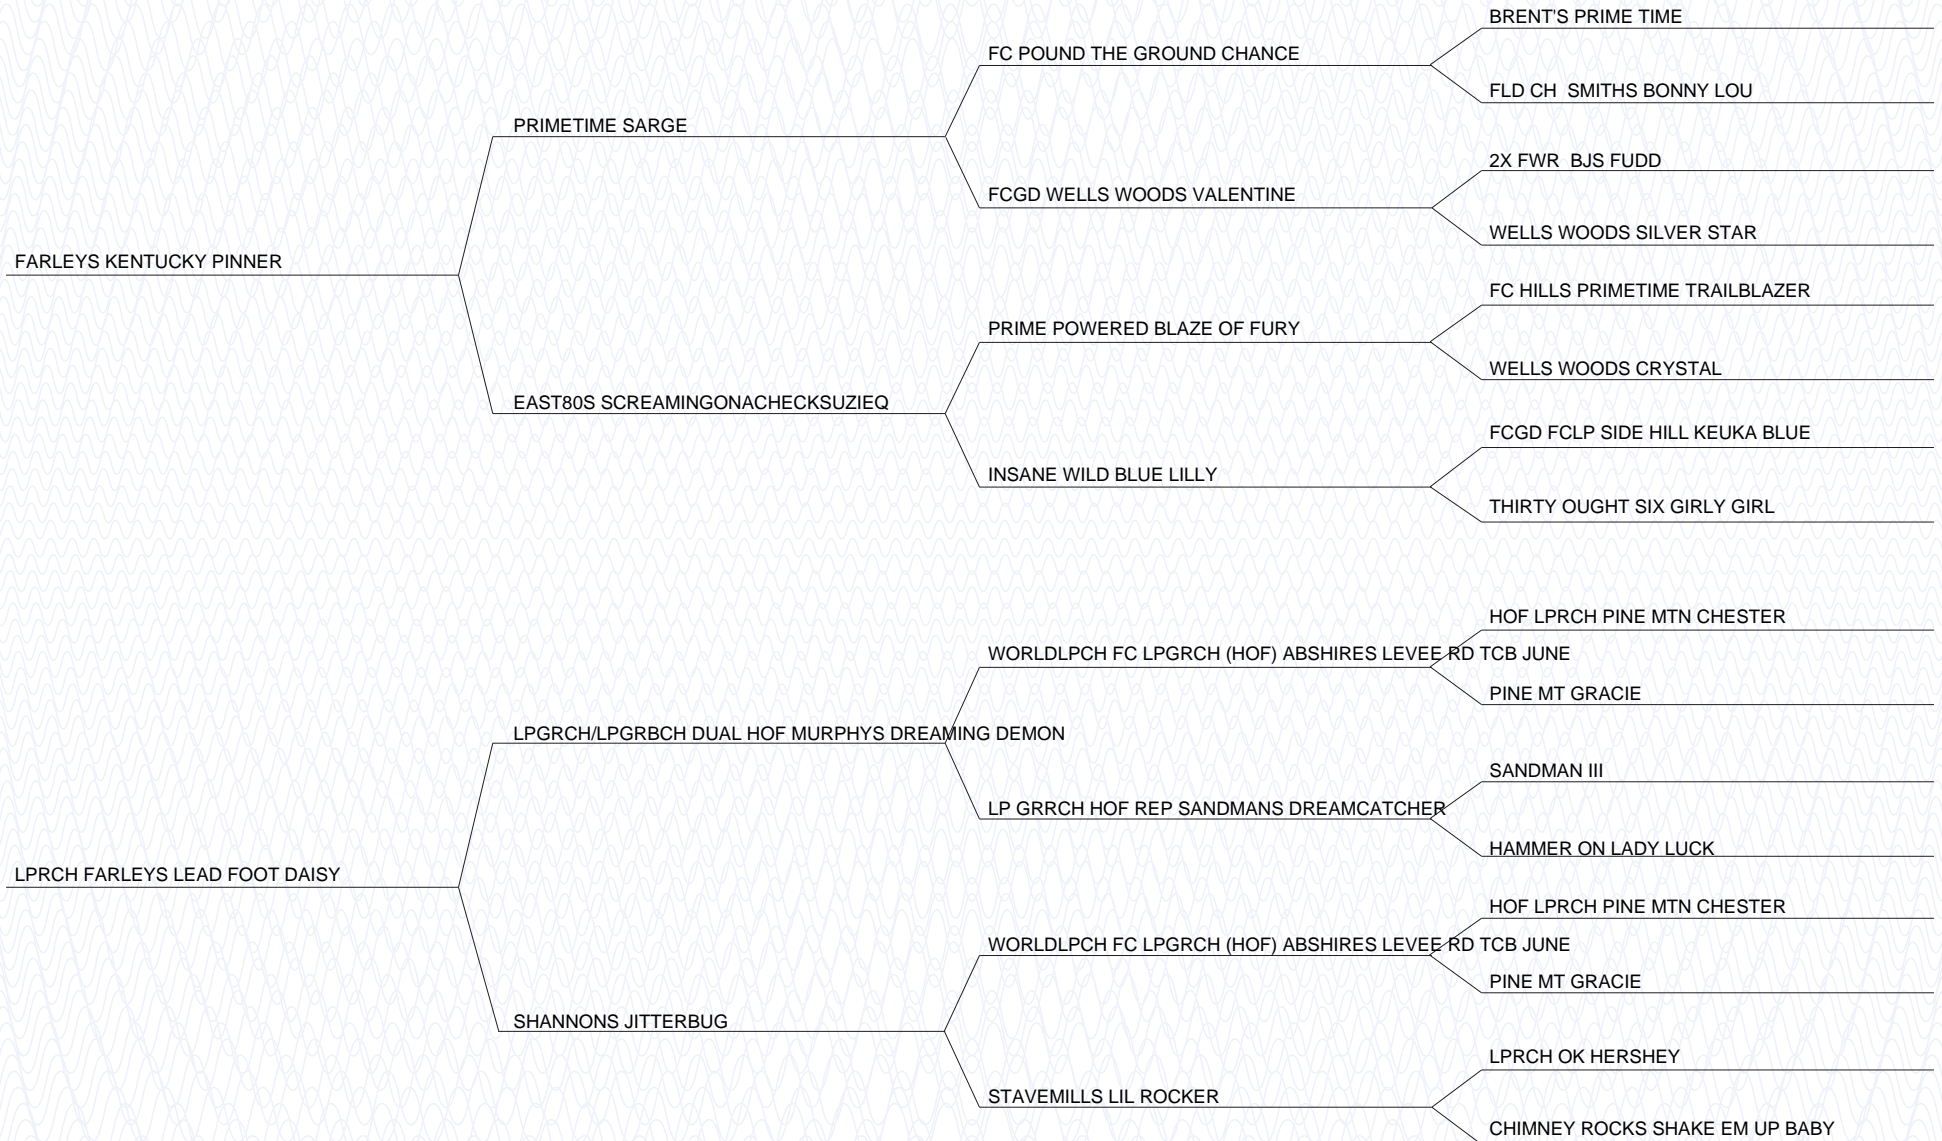 BRENT'S PRIME TIME
FC POUND THE GROUND CHANCE
FLD CH  SMITHS BONNY LOU
PRIMETIME SARGE
2X FWR  BJS FUDD
FCGD WELLS WOODS VALENTINE
WELLS WOODS SILVER STAR
FARLEYS KENTUCKY PINNER
FC HILLS PRIMETIME TRAILBLAZER
PRIME POWERED BLAZE OF FURY
WELLS WOODS CRYSTAL
EAST80S SCREAMINGONACHECKSUZIEQ
FCGD FCLP SIDE HILL KEUKA BLUE
INSANE WILD BLUE LILLY
THIRTY OUGHT SIX GIRLY GIRL
HOF LPRCH PINE MTN CHESTER
WORLDLPCH FC LPGRCH (HOF) ABSHIRES LEVEE RD TCB JUNE
PINE MT GRACIE
LPGRCH/LPGRBCH DUAL HOF MURPHYS DREAMING DEMON
SANDMAN III
LP GRRCH HOF REP SANDMANS DREAMCATCHER
HAMMER ON LADY LUCK
LPRCH FARLEYS LEAD FOOT DAISY
HOF LPRCH PINE MTN CHESTER
WORLDLPCH FC LPGRCH (HOF) ABSHIRES LEVEE RD TCB JUNE
PINE MT GRACIE
SHANNONS JITTERBUG
LPRCH OK HERSHEY
STAVEMILLS LIL ROCKER
CHIMNEY ROCKS SHAKE EM UP BABY